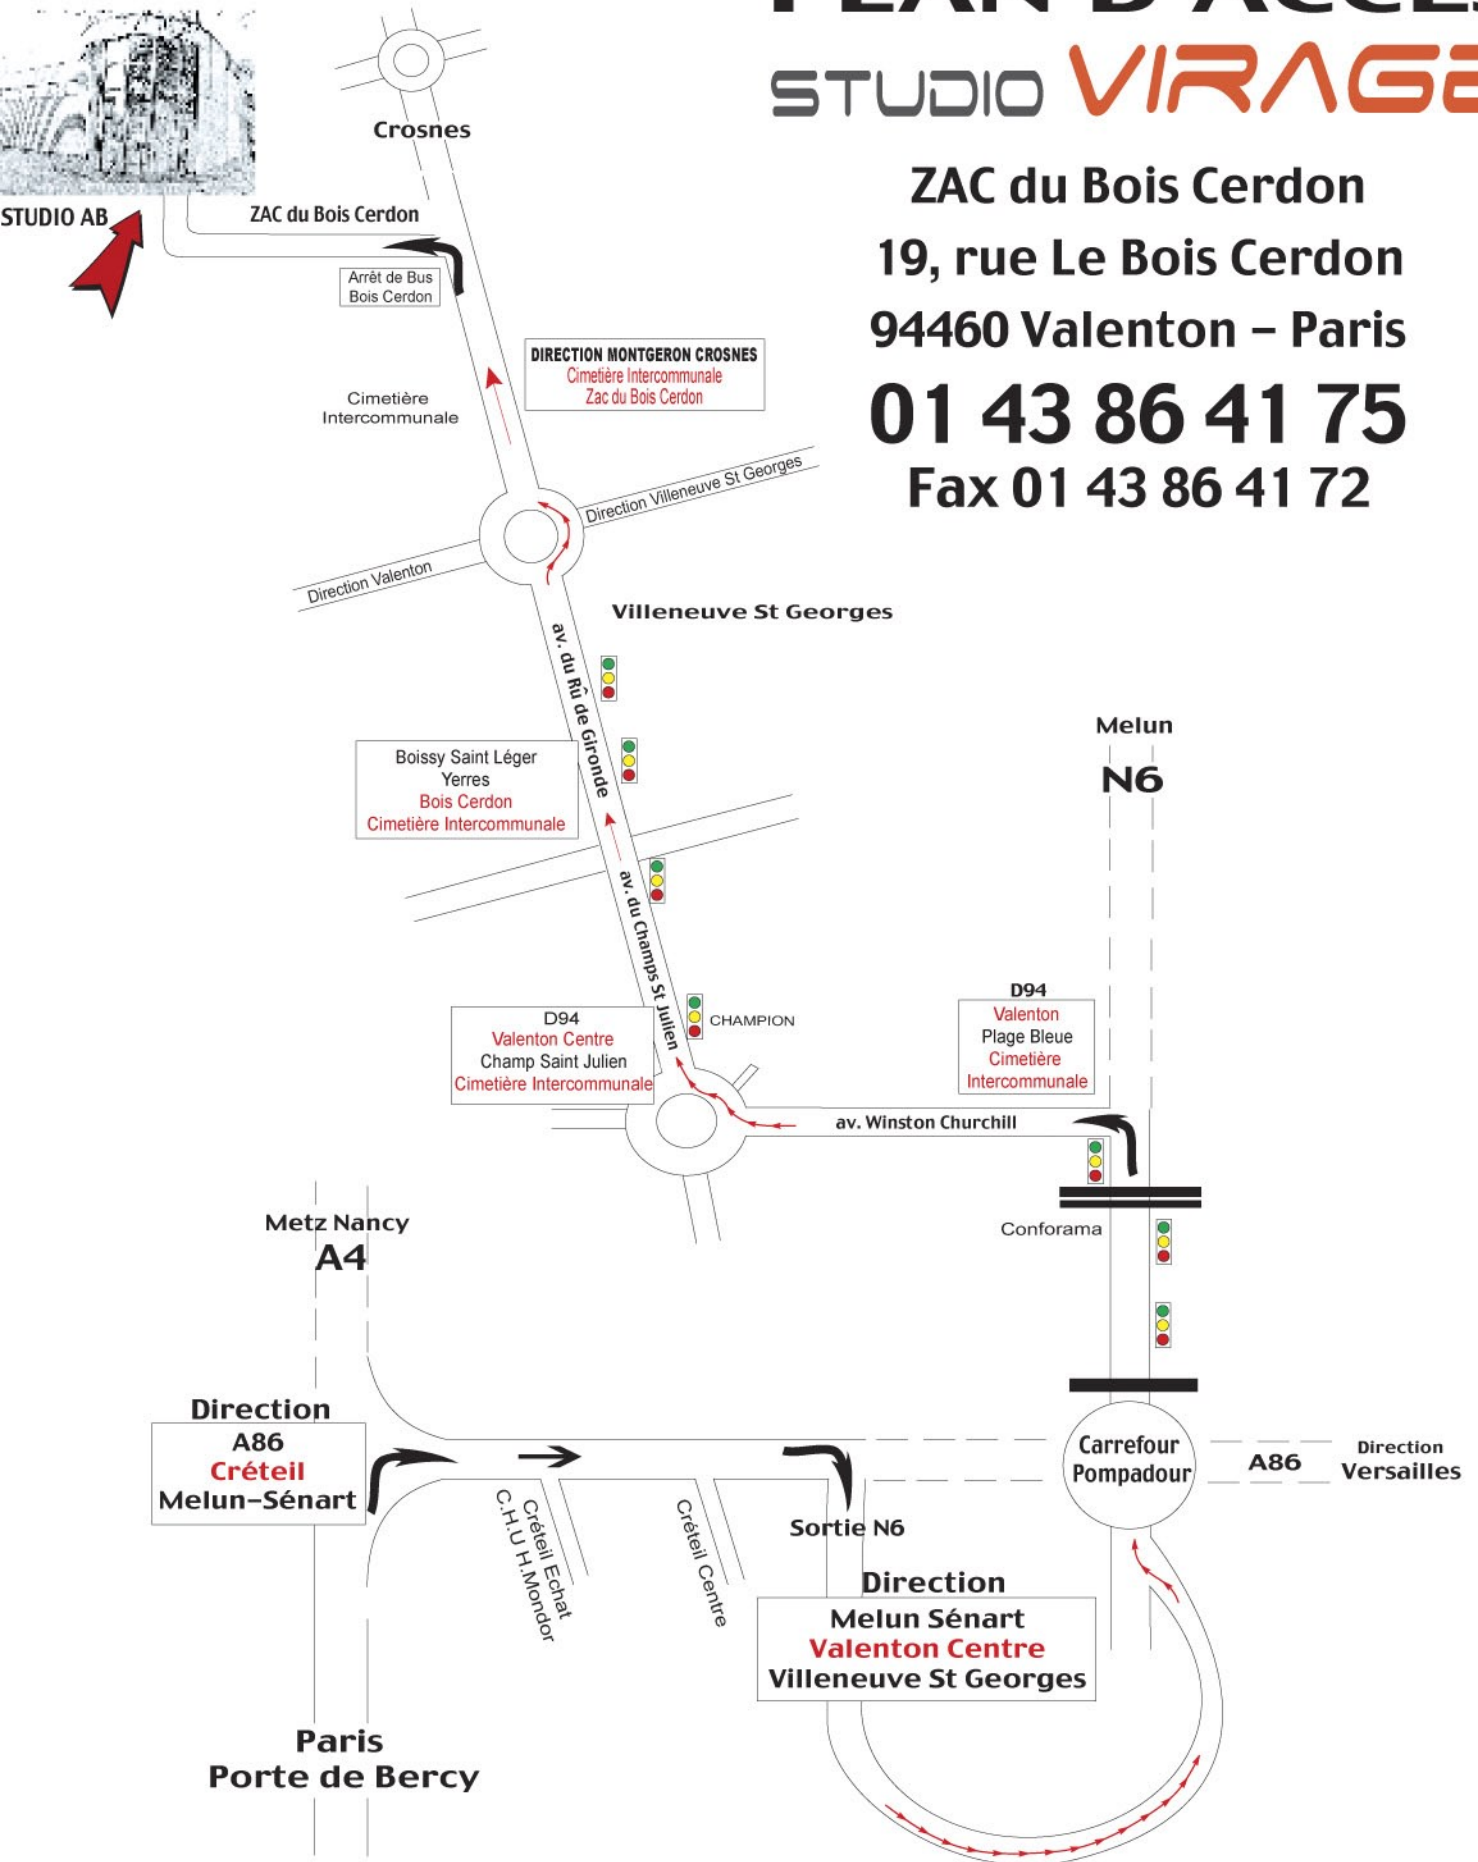 PLAN D'ACCES
STUDIO VIRAGE
ZAC du Bois Cerdon
19, rue Le Bois Cerdon
94460 Valenton – Paris
01 43 86 41 75
Fax 01 43 86 41 72
Crosnes
STUDIO AB
ZAC du Bois Cerdon
Arrêt de Bus
Bois Cerdon
DIRECTION MONTGERON CROSNES
Cimetière Intercommunale
Zac du Bois Cerdon
Cimetière
Intercommunale
Direction Villeneuve St Georges
Direction Valenton
Villeneuve St Georges
av. du Rû de Gironde
Boissy Saint Léger
Yerres
Bois Cerdon
Cimetière Intercommunale
Melun
N6
av. du Champs St Julien
D94
Valenton Centre
Champ Saint Julien
Cimetière Intercommunale
CHAMPION
D94
Valenton
Plage Bleue
Cimetière
Intercommunale
av. Winston Churchill
Conforama
Metz Nancy
A4
Direction
A86
Créteil
Melun-Sénart
Carrefour
Pompadour
A86
Direction
Versailles
Créteil Echat
C.H.U H.Mondor
Créteil Centre
Sortie N6
Direction
Melun Sénart
Valenton Centre
Villeneuve St Georges
Paris
Porte de Bercy